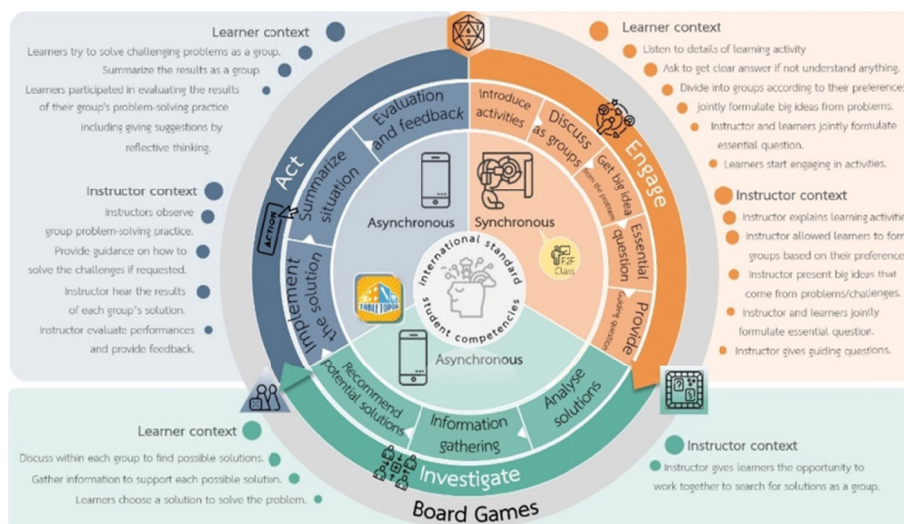 Learner context
Learners try to solve challenging problems as a group.
Summarize the results as a group
Learners participated in evaluating the results
of their group's problem-solving practice
including giving suggestions by
reflective thinking.
Instructor context
Instructors observe
group problem-solving practice.
Provide guidance on how to
solve the challenges if requested.
Instructor hear the results
of each group's solution.
Instructor evaluate performances
and provide feedback.
Learner context
Listen to details of learning activity
Ask to get clear answer if not understand anything.
Divide into groups according to their preference
jointly formulate big ideas from problems.
Instructor and learners jointly formulate
essential question.
Learners start engaging in activities.
Instructor context
Instructor explains learning activitie
Instructor allowed learners to form
groups based on their preference
Instructor present big ideas that
come from problems/challenges.
Instructor and learners jointly
formulate essential question.
Instructor gives guiding questions.
Act
Evaluation
and feedback
Summarize
situation
Implement
the solution
ACTION
Engage
Introduce
activities
Discuss
as groups
Get big idea
from the problem
Essential
question
Provide
Guiding question
Asynchronous
Synchronous
F2F
Class
TABLETOPIA
international standard
student competencies
Asynchronous
Recommend
potential solutions
Information
gathering
Analyse
solutions
Investigate
Board Games
Learner context
Discuss within each group to find possible solutions.
Gather information to support each possible solution.
Learners choose a solution to solve the problem.
Instructor context
Instructor gives learners the opportunity to
work together to search for solutions as a group.